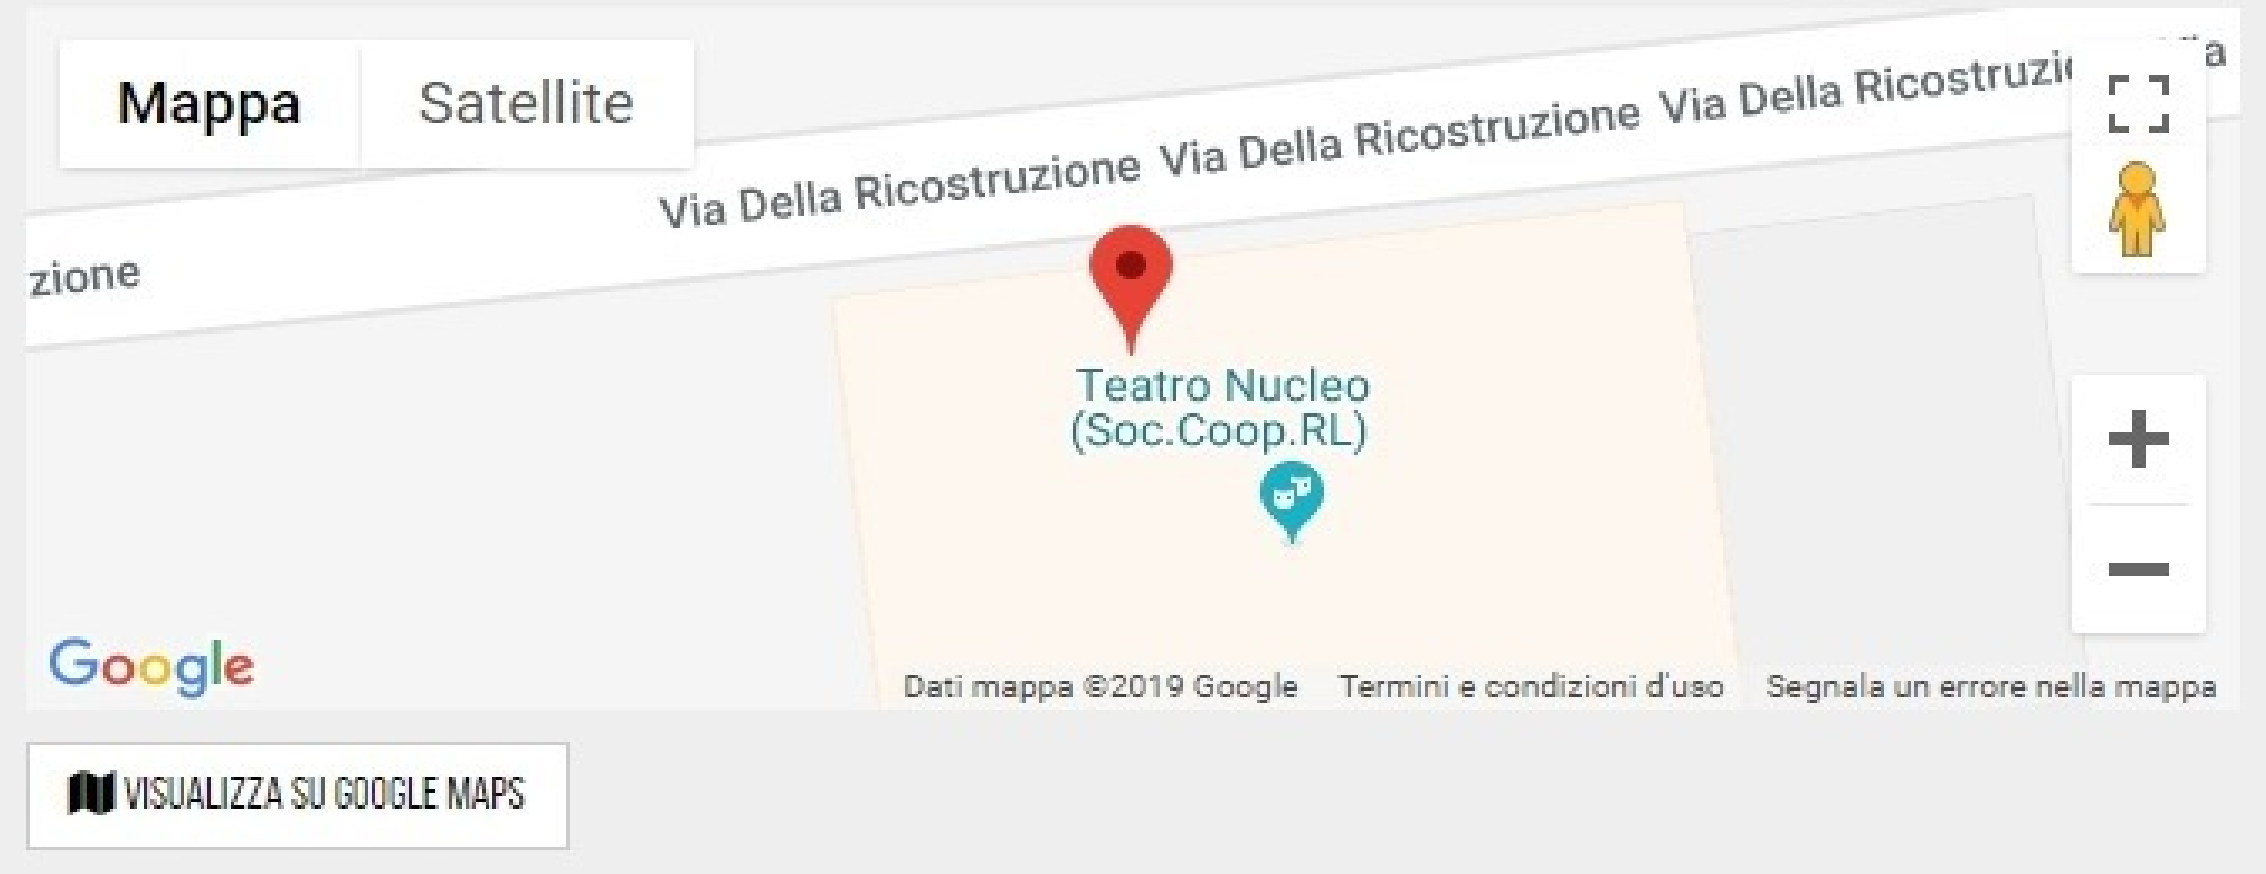 Mappa
Satellite
Via Della Ricostruzione
Via Della Ricostruzione
Via Della Ricostruzi
zione
Teatro Nucleo
(Soc.Coop.RL)
Google
Dati mappa ©2019 Google
Termini e condizioni d'uso
Segnala un errore nella mappa
VISUALIZZA SU GOOGLE MAPS